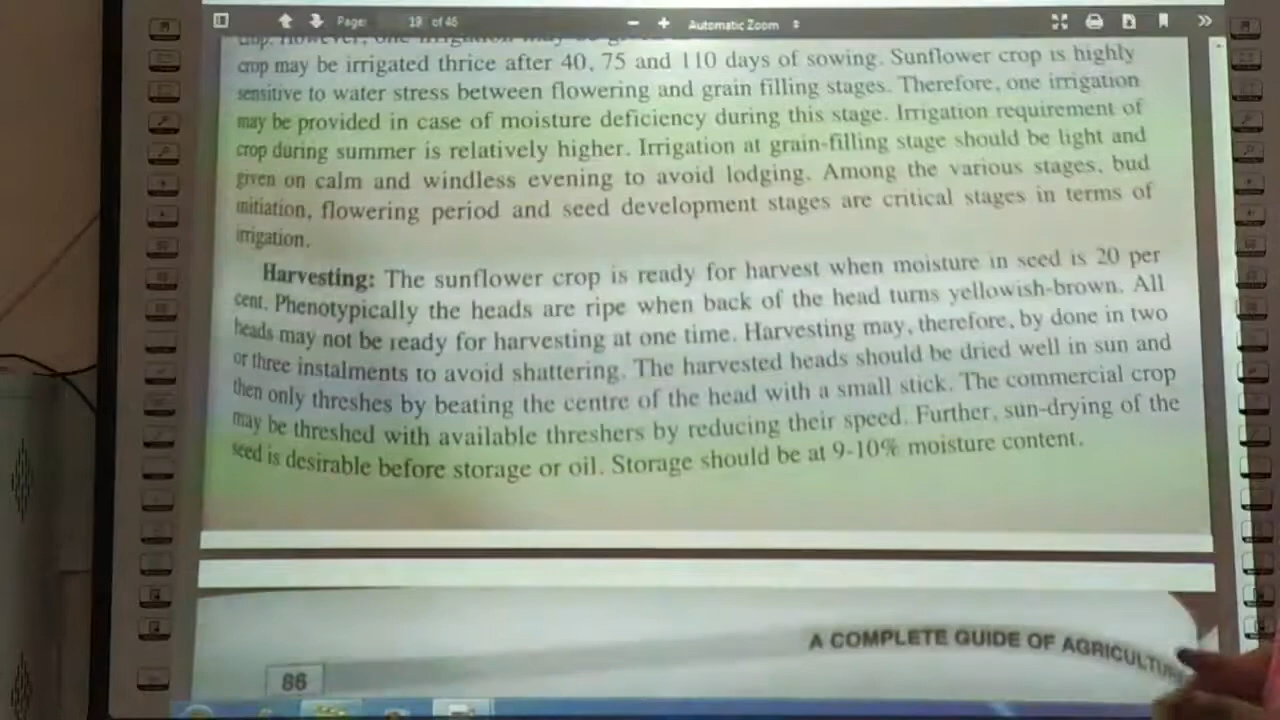 Page: 19 of 46 Automatic Zoom
crop. However, one irrigation may be
crop may be irrigated thrice after 40, 75 and 110 days of sowing. Sunflower crop is highly
sensitive to water stress between flowering and grain filling stages. Therefore, one irrigation
may be provided in case of moisture deficiency during this stage. Irrigation requirement of
crop during summer is relatively higher. Irrigation at grain-filling stage should be light and
given on calm and windless evening to avoid lodging. Among the various stages, bud
initiation, flowering period and seed development stages are critical stages in terms of
irrigation.
Harvesting: The sunflower crop is ready for harvest when moisture in seed is 20 per
cent. Phenotypically the heads are ripe when back of the head turns yellowish-brown. All
heads may not be ready for harvesting at one time. Harvesting may, therefore, by done in two
or three instalments to avoid shattering. The harvested heads should be dried well in sun and
then only threshes by beating the centre of the head with a small stick. The commercial crop
may be threshed with available threshers by reducing their speed. Further, sun-drying of the
seed is desirable before storage or oil. Storage should be at 9-10% moisture content.
A COMPLETE GUIDE OF
86